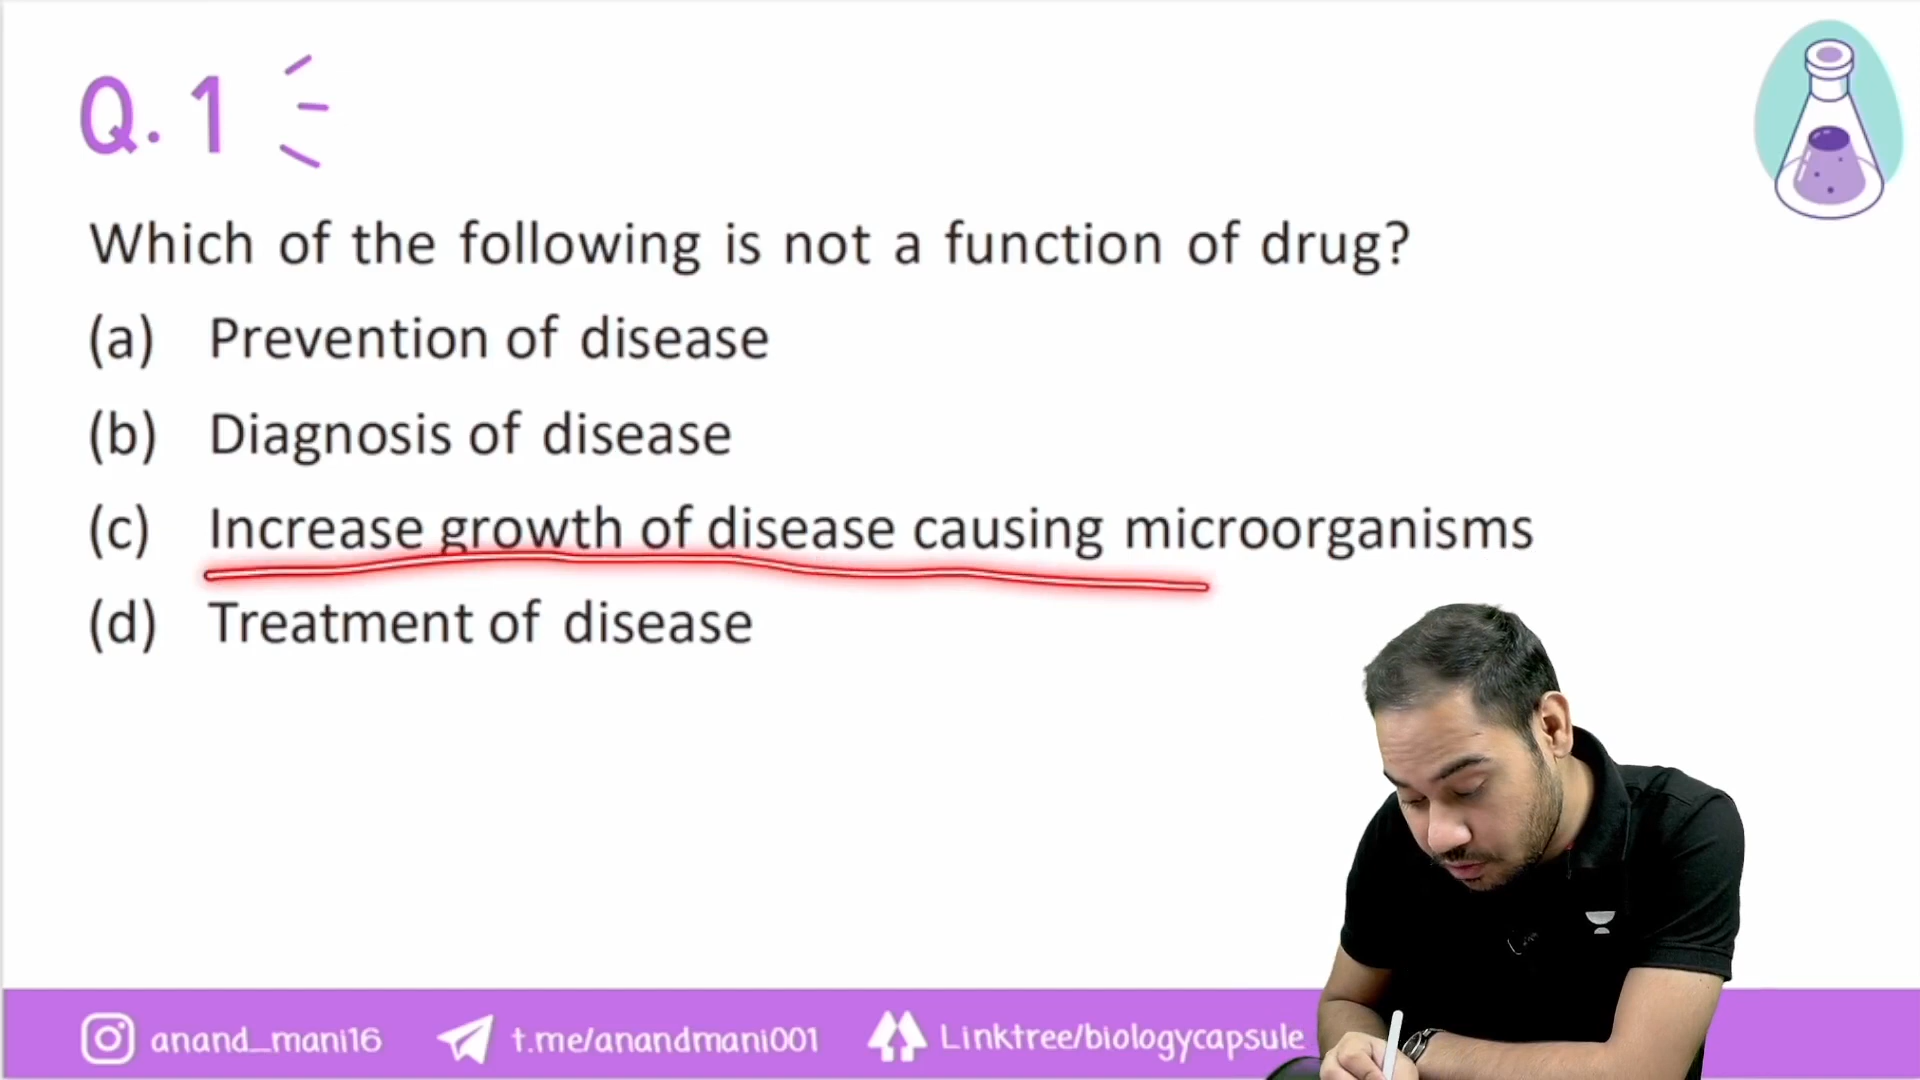 Q. 1
Which of the following is not a function of drug?
(a) Prevention of disease
(b) Diagnosis of disease
(c) Increase growth of disease causing microorganisms
(d) Treatment of disease
anand_mani16 t.me/anandmani001 Linktree/biologycapsule